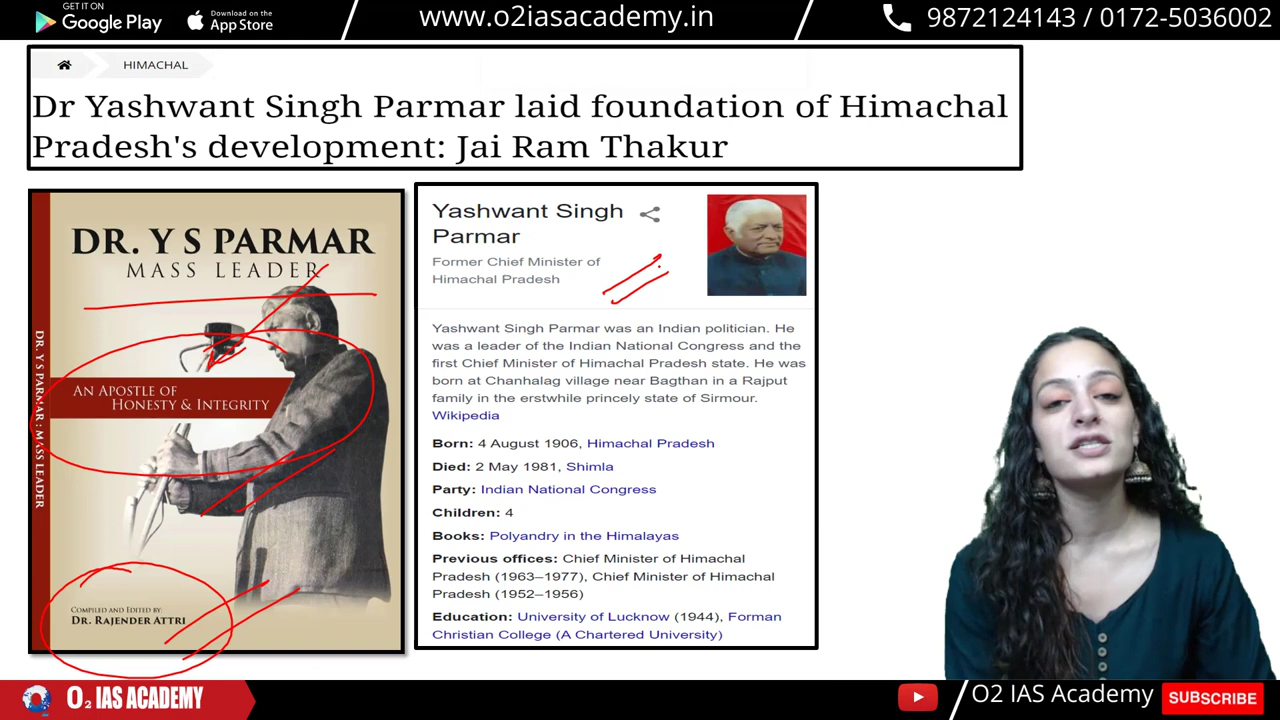 GET IT ON
Google Play
Download on the
App Store
www.o2iasacademy.in
9872124143 / 0172-5036002
HIMACHAL
Dr Yashwant Singh Parmar laid foundation of Himachal
Pradesh's development: Jai Ram Thakur
DR. Y S PARMAR
MASS LEADER
AN APOSTLE OF
HONESTY & INTEGRITY
DR. Y S PARMAR : MASS LEADER
COMPILED AND EDITED BY:
DR. RAJENDER ATTRI
Yashwant Singh
Parmar
Former Chief Minister of
Himachal Pradesh
Yashwant Singh Parmar was an Indian politician. He
was a leader of the Indian National Congress and the
first Chief Minister of Himachal Pradesh state. He was
born at Chanhalag village near Bagthan in a Rajput
family in the erstwhile princely state of Sirmour.
Wikipedia
Born: 4 August 1906, Himachal Pradesh
Died: 2 May 1981, Shimla
Party: Indian National Congress
Children: 4
Books: Polyandry in the Himalayas
Previous offices: Chief Minister of Himachal
Pradesh (1963–1977), Chief Minister of Himachal
Pradesh (1952–1956)
Education: University of Lucknow (1944), Forman
Christian College (A Chartered University)
O2 IAS ACADEMY
O2 IAS Academy
SUBSCRIBE